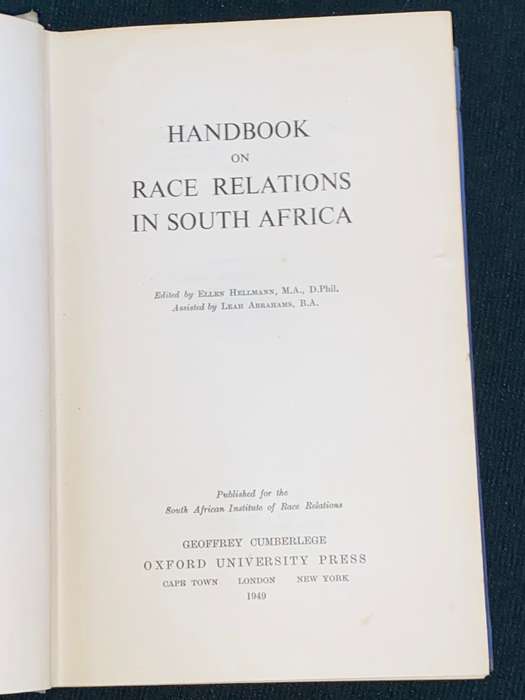 HANDBOOK
ON
RACE RELATIONS
IN SOUTH AFRICA
Edited by ELLEN HELLMANN, M.A., D.Phil.
Assisted by LEAH ABRAHAMS, B.A.
Published for the
South African Institute of Race Relations
GEOFFREY CUMBERLEGE
OXFORD UNIVERSITY PRESS
CAPE TOWN LONDON NEW YORK
1949